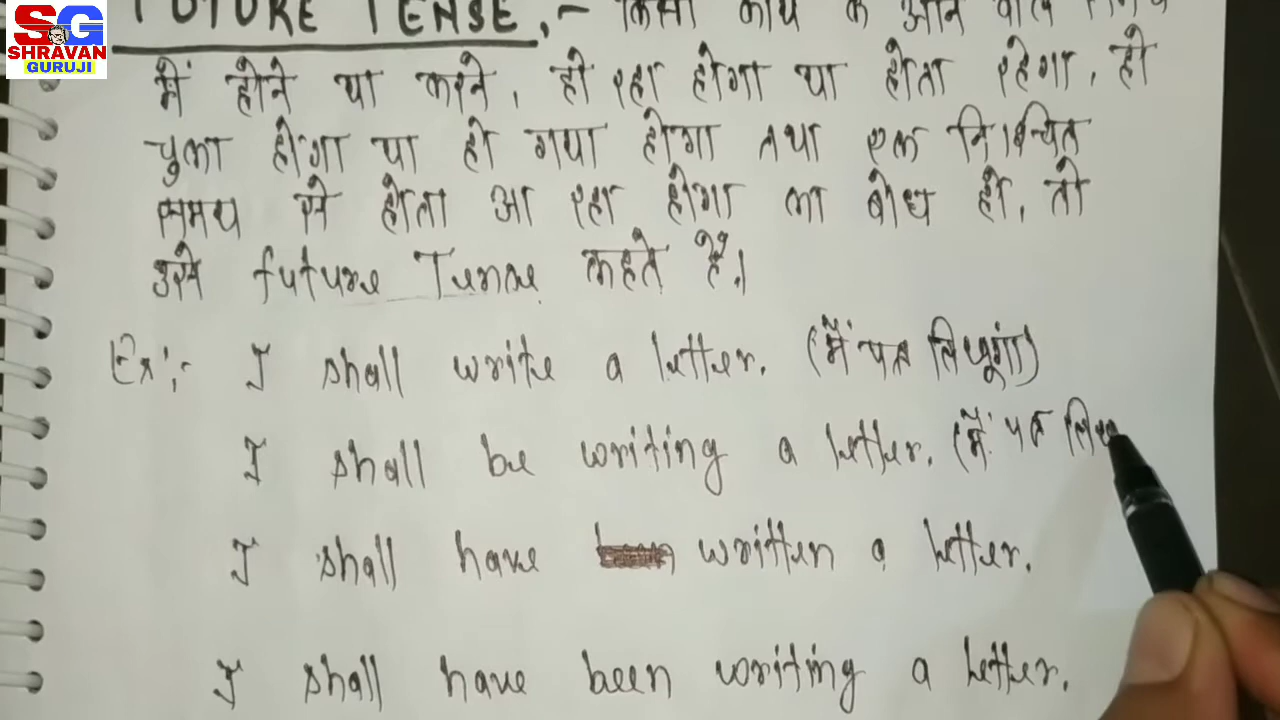 SG
SHRAVAN
GURUJI
FUTURE TENSE :- किसी कार्य के आने वाले समय
में होने या करने, हो रहा होगा या होता रहेगा, हो
चुका होगा या हो गया होगा तथा एक निश्चित
समय से होता आ रहा होगा का बोध हो, तो
उसे future Tense कहते हैं।
Ex:- I shall write a letter. (मैं पत्र लिखूंगा)
I shall be writing a letter. (मैं पत्र लिख
I shall have written a letter.
I shall have been writing a letter.